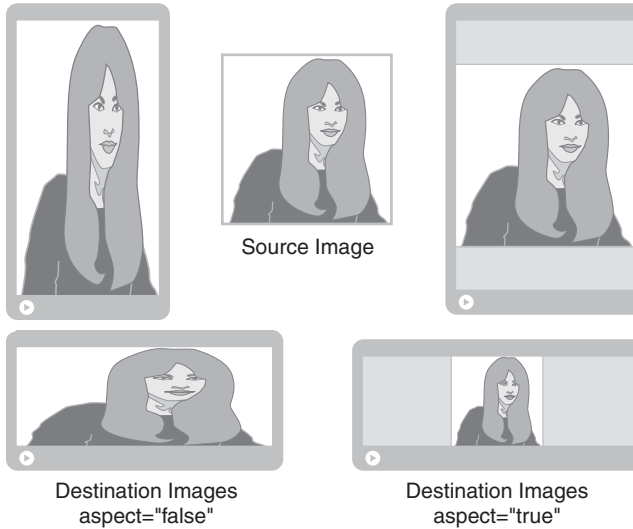 Source Image
Destination Images
aspect="false"
Destination Images
aspect="true"